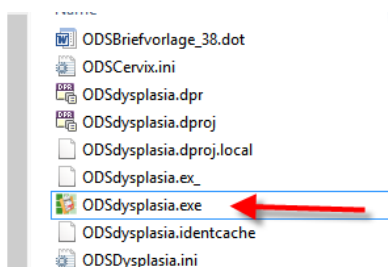 Name
ODSBriefvorlage_38.dot
ODSCervix.ini
ODSdysplasia.dpr
ODSdysplasia.dproj
ODSdysplasia.dproj.local
ODSdysplasia.ex_
ODSdysplasia.exe
ODSdysplasia.identcache
ODSDysplasia.ini